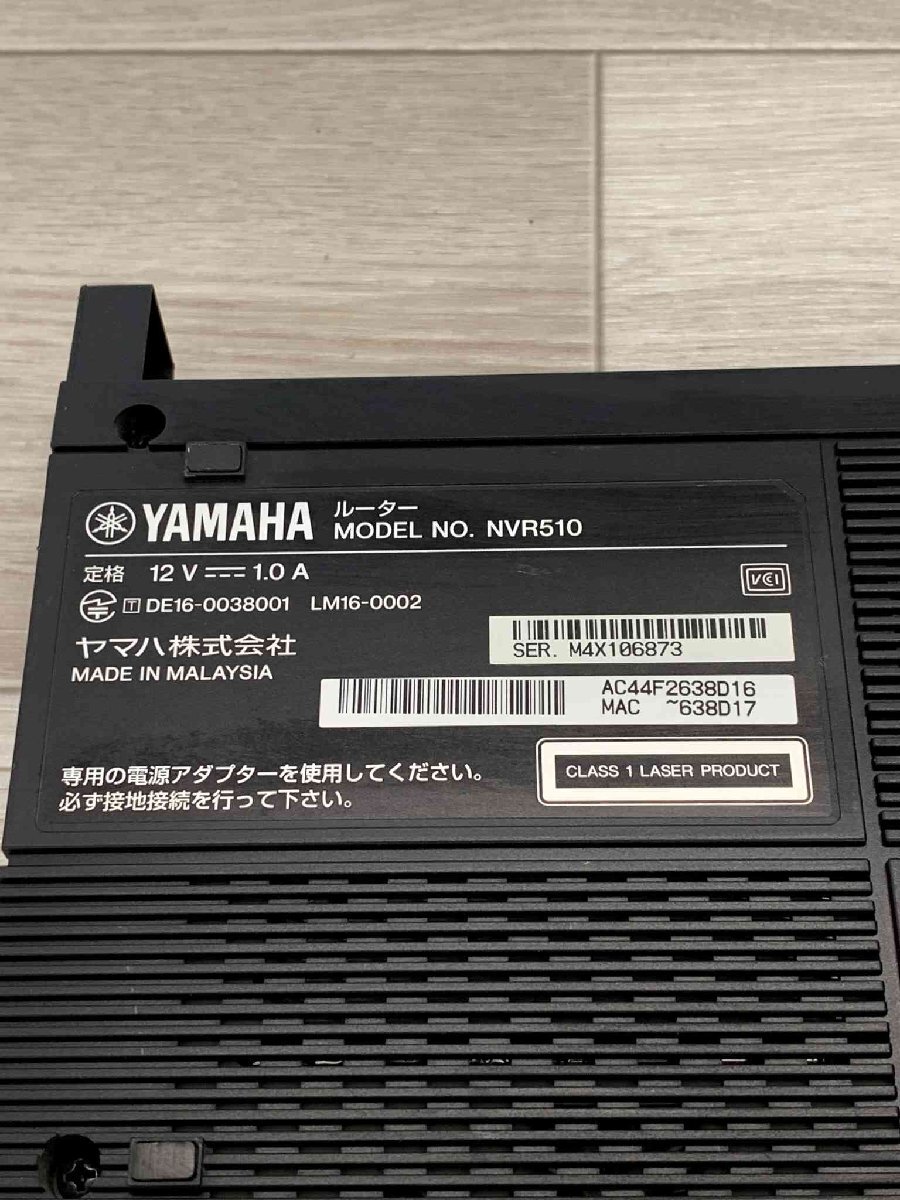 YAMAHA ルーター
MODEL NO. NVR510
定格 12 V 1.0 A
T DE16-0038001 LM16-0002
VCI
ヤマハ株式会社
MADE IN MALAYSIA
SER. M4X106873
AC44F2638D16
MAC ~638D17
専用の電源アダプターを使用してください。
必ず接地接続を行って下さい。
CLASS 1 LASER PRODUCT